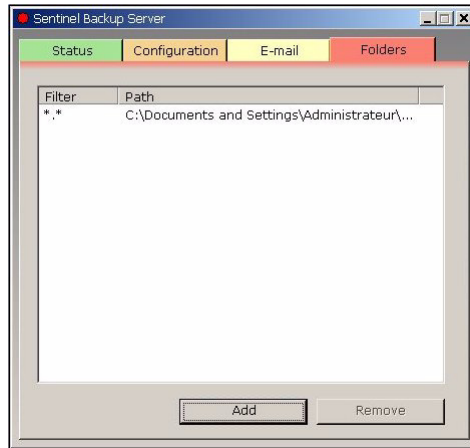 Sentinel Backup Server
Status Configuration E-mail Folders
Filter Path
*.* C:\Documents and Settings\Administrateur\...
Add Remove